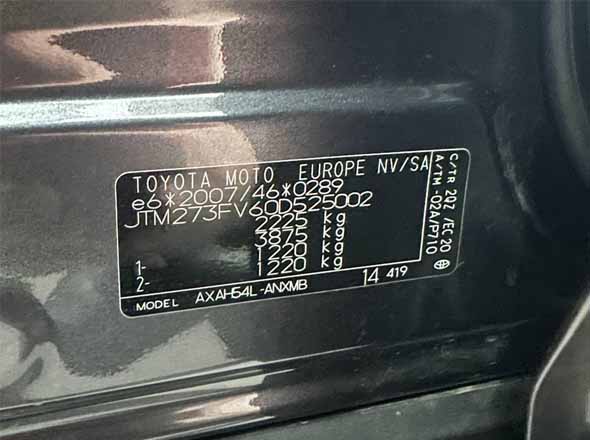 TOYOTA MOTO EUROPE NV/SA
e6*2007/46*0289
JTM273FV60D525002
2225 kg
3875 kg
1- 1220 kg
2- 1220 kg
MODEL AXAH54L-ANXMB
14 419
C/TR 202 /EC20
A/TM -02A/P710